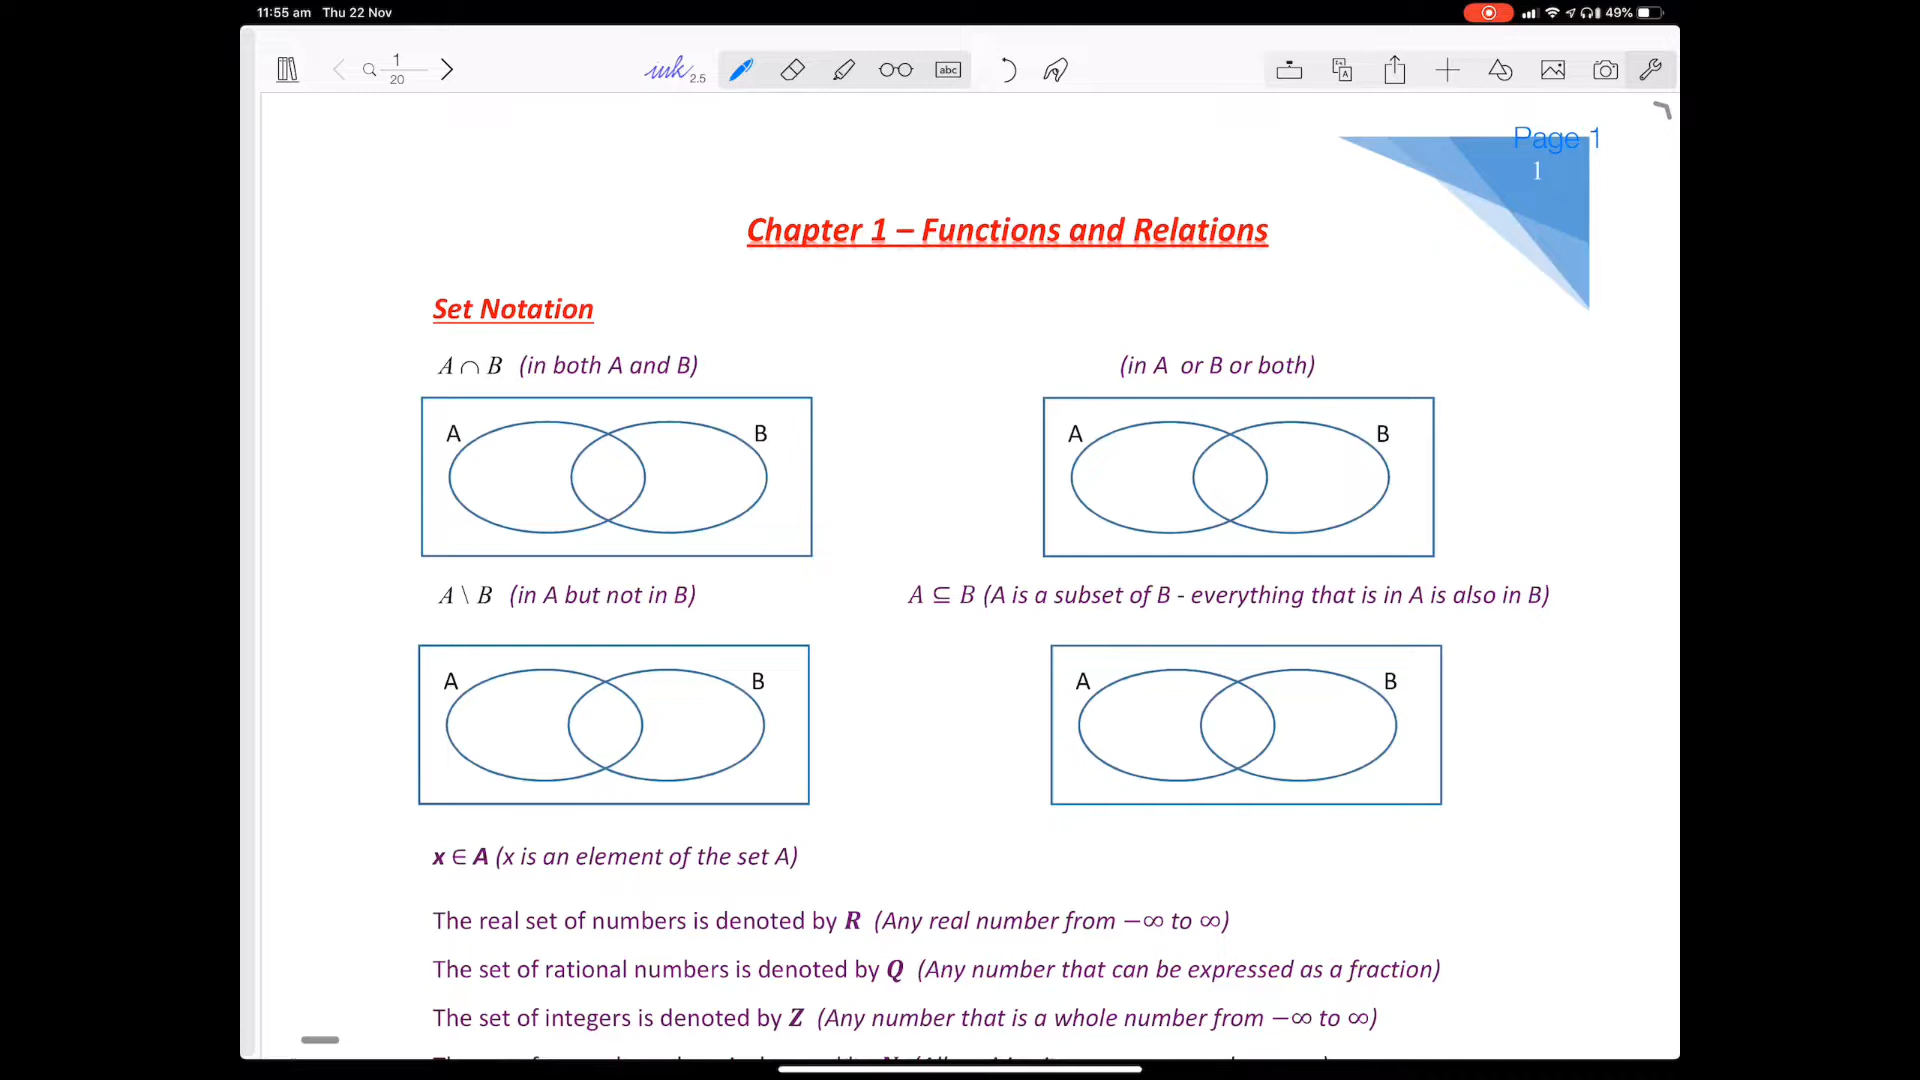 11:55 am Thu 22 Nov
49%
1
20
ink 2.5
abc
Page 1
1
Chapter 1 – Functions and Relations
Set Notation
A ∩ B (in both A and B)
(in A or B or both)
A B
A B
A \ B (in A but not in B)
A ⊆ B (A is a subset of B - everything that is in A is also in B)
A B
A B
x ∈ A (x is an element of the set A)
The real set of numbers is denoted by R (Any real number from −∞ to ∞)
The set of rational numbers is denoted by Q (Any number that can be expressed as a fraction)
The set of integers is denoted by Z (Any number that is a whole number from −∞ to ∞)